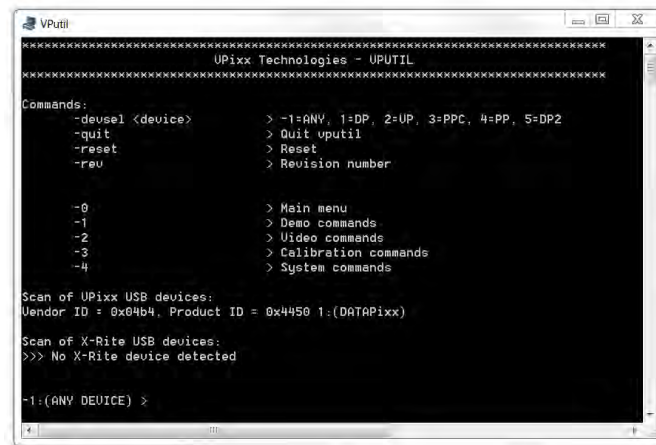 VPutil
*******************************************************************************
VPixx Technologies - VPUTIL
*******************************************************************************
Commands:
-devsel <device> > -1=ANY, 1=DP, 2=VP, 3=PPC, 4=PP, 5=DP2
-quit > Quit vputil
-reset > Reset
-rev > Revision number
-0 > Main menu
-1 > Demo commands
-2 > Video commands
-3 > Calibration commands
-4 > System commands
Scan of VPixx USB devices:
Vendor ID = 0x04b4, Product ID = 0x4450 1:(DATAPixx)
Scan of X-Rite USB devices:
>>> No X-Rite device detected
-1:(ANY DEVICE) >